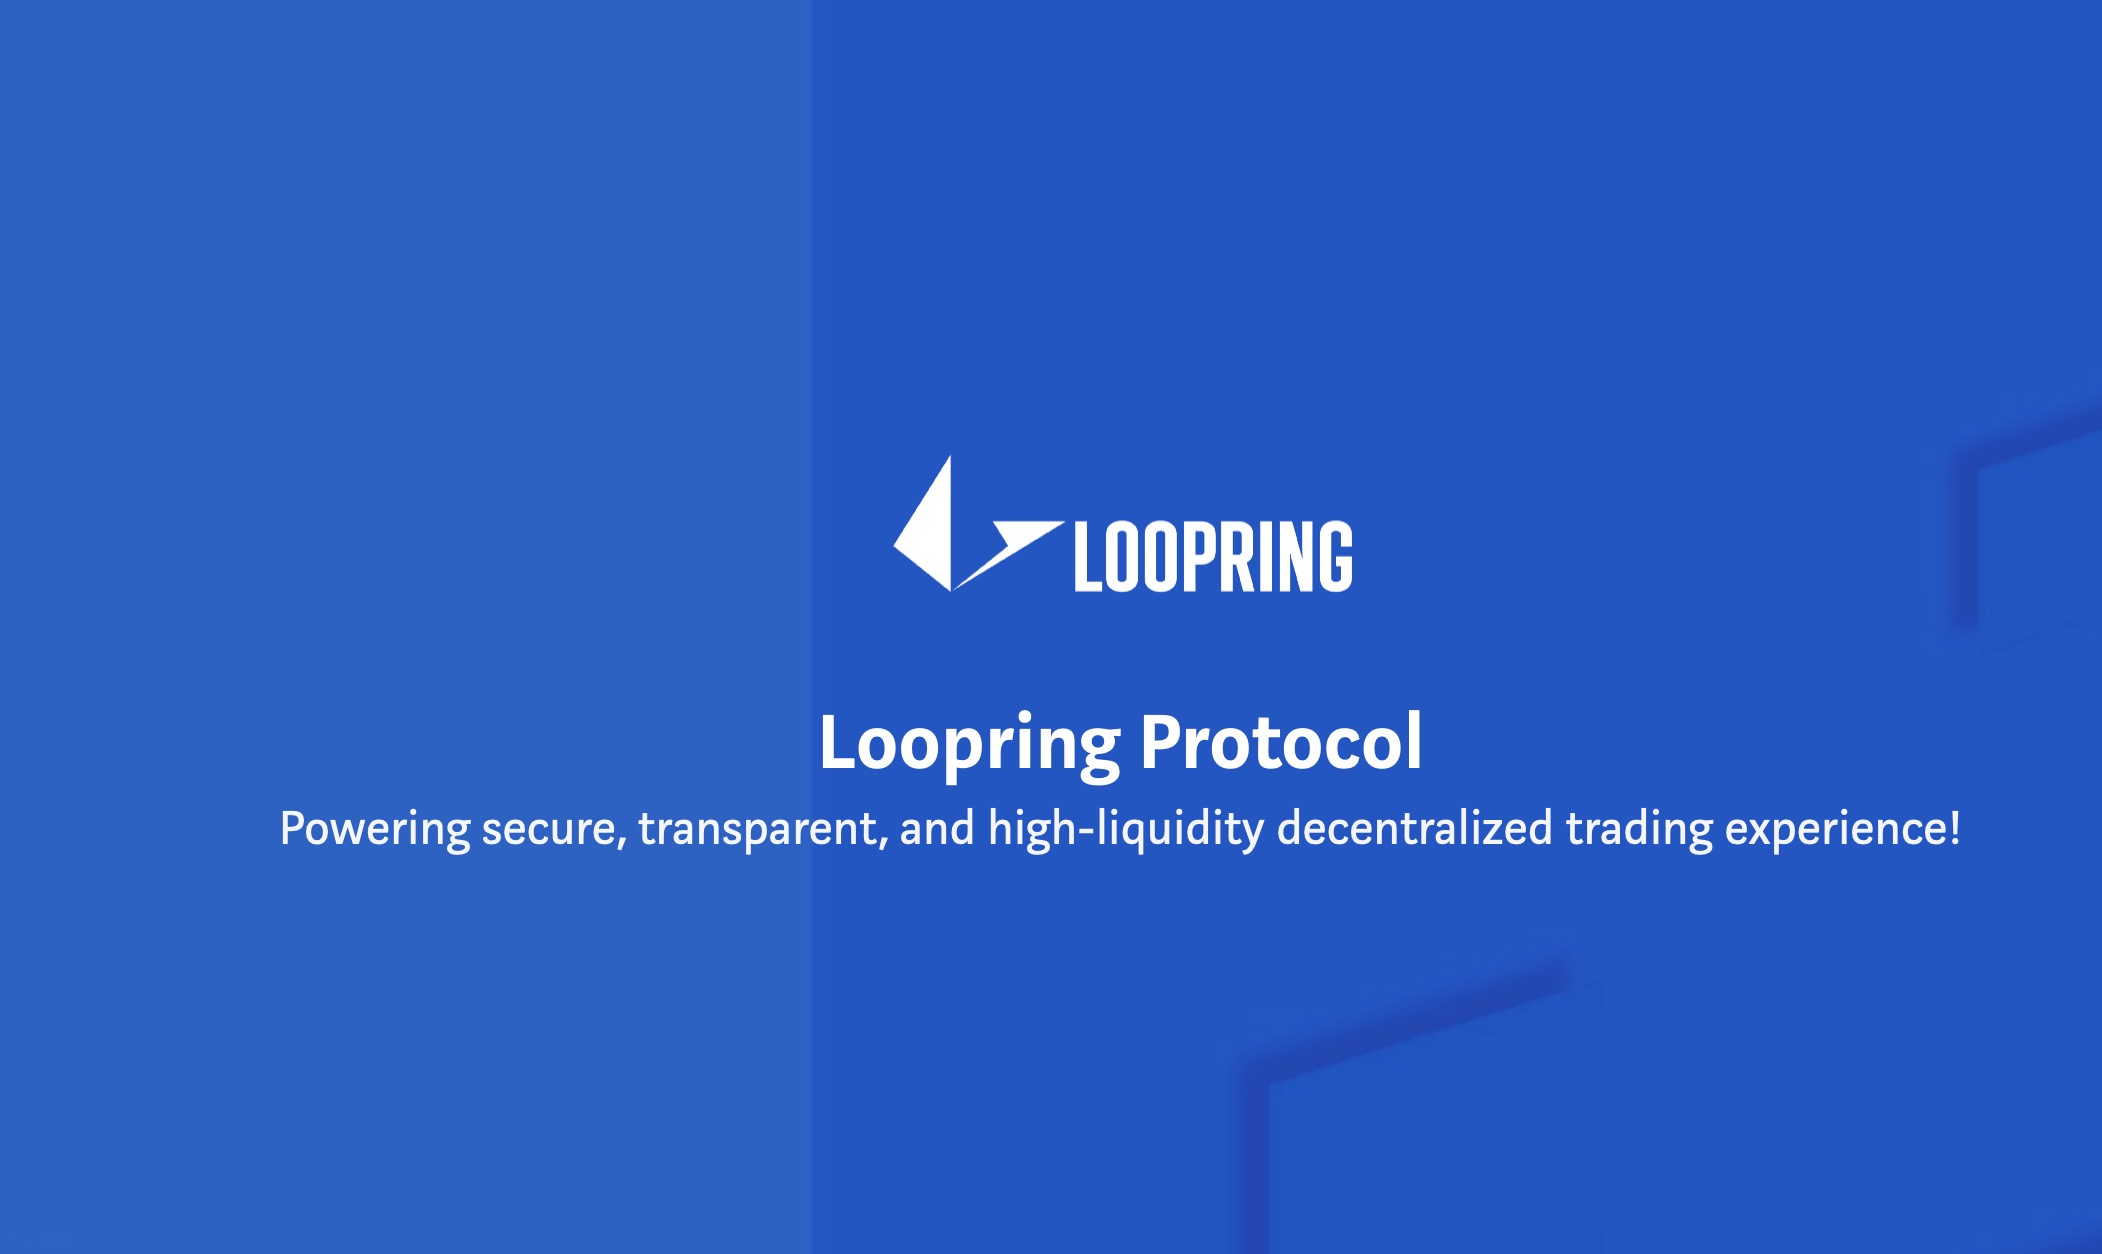 LOOPRING
Loopring Protocol
Powering secure, transparent, and high-liquidity decentralized trading experience!